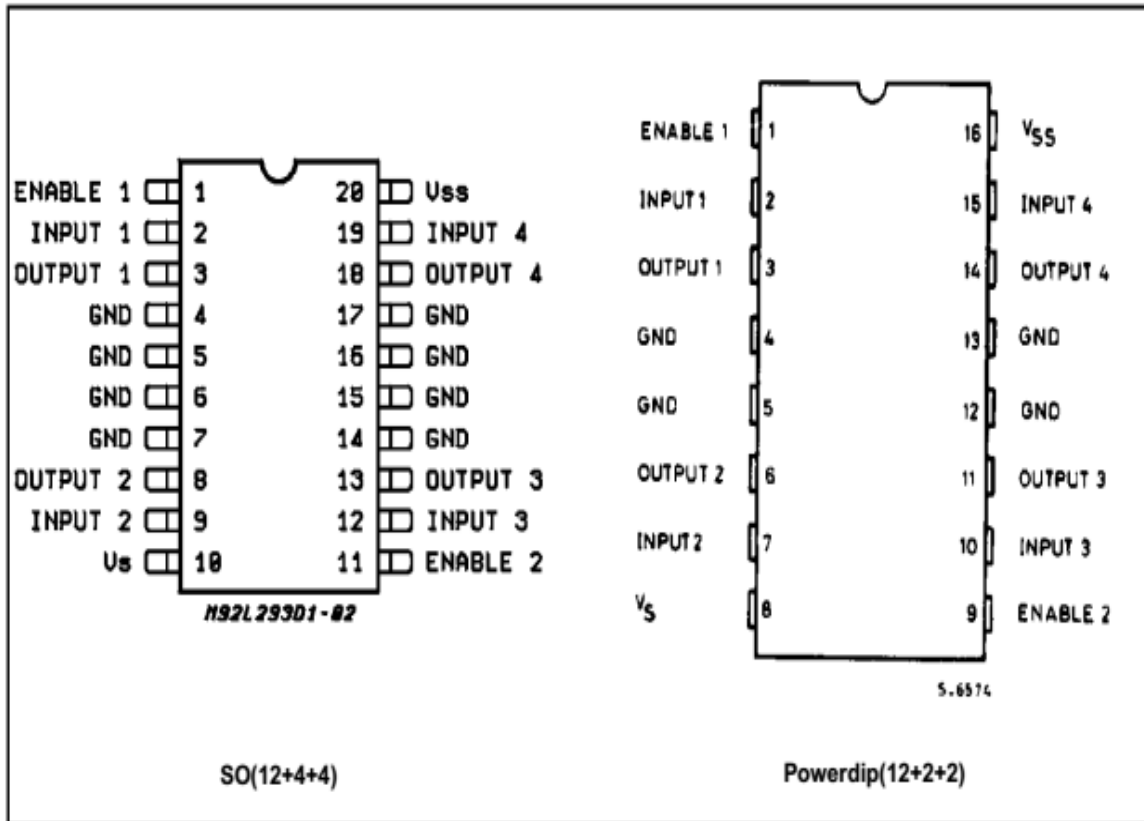 ENABLE 1 1 20 Vss
INPUT 1 2 19 INPUT 4
OUTPUT 1 3 18 OUTPUT 4
GND 4 17 GND
GND 5 16 GND
GND 6 15 GND
GND 7 14 GND
OUTPUT 2 8 13 OUTPUT 3
INPUT 2 9 12 INPUT 3
Vs 10 11 ENABLE 2
M92L293D1-02
SO(12+4+4)
ENABLE 1 1 16 VSS
INPUT 1 2 15 INPUT 4
OUTPUT 1 3 14 OUTPUT 4
GND 4 13 GND
GND 5 12 GND
OUTPUT 2 6 11 OUTPUT 3
INPUT 2 7 10 INPUT 3
VS 8 9 ENABLE 2
S.6574
Powerdip(12+2+2)